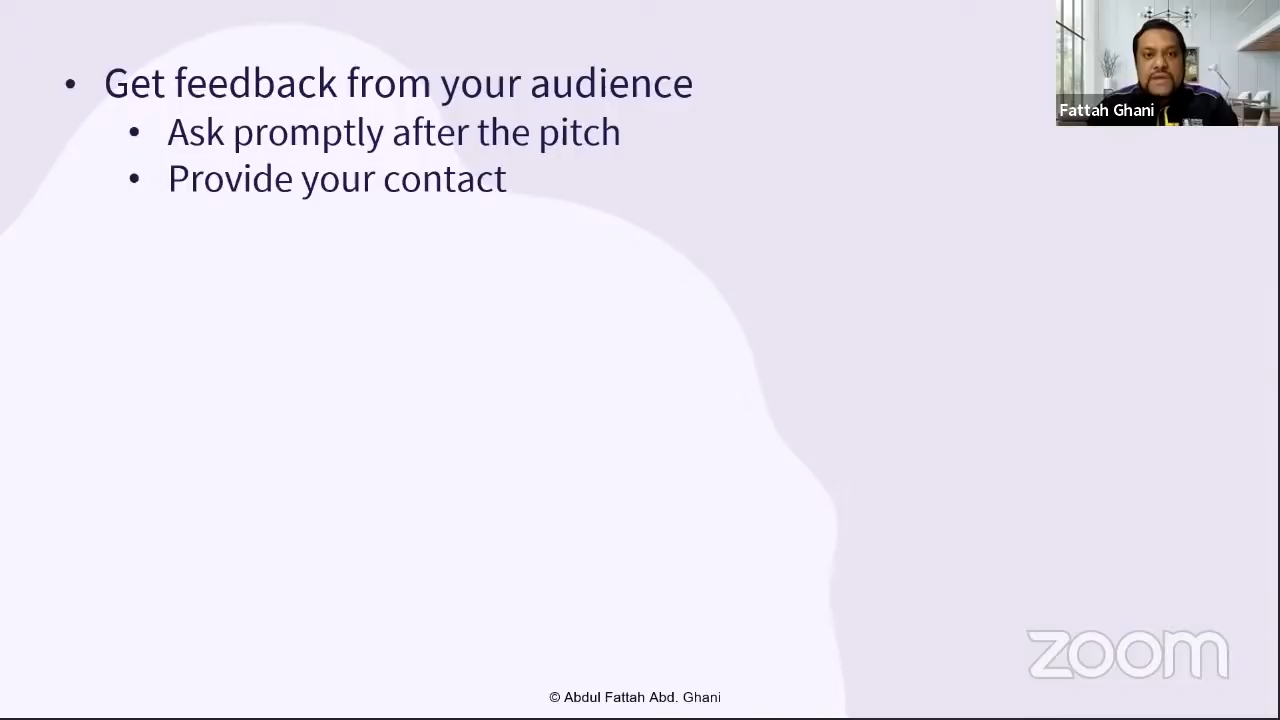 • Get feedback from your audience
• Ask promptly after the pitch
• Provide your contact
Fattah Ghani
zoom
© Abdul Fattah Abd. Ghani